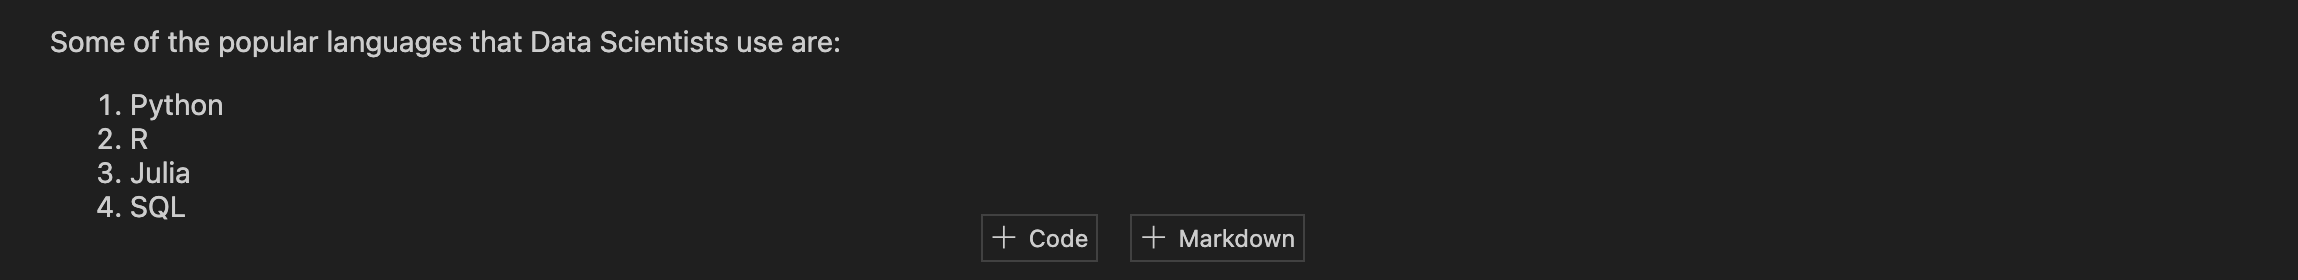 Some of the popular languages that Data Scientists use are:
1. Python
2. R
3. Julia
4. SQL
+ Code + Markdown